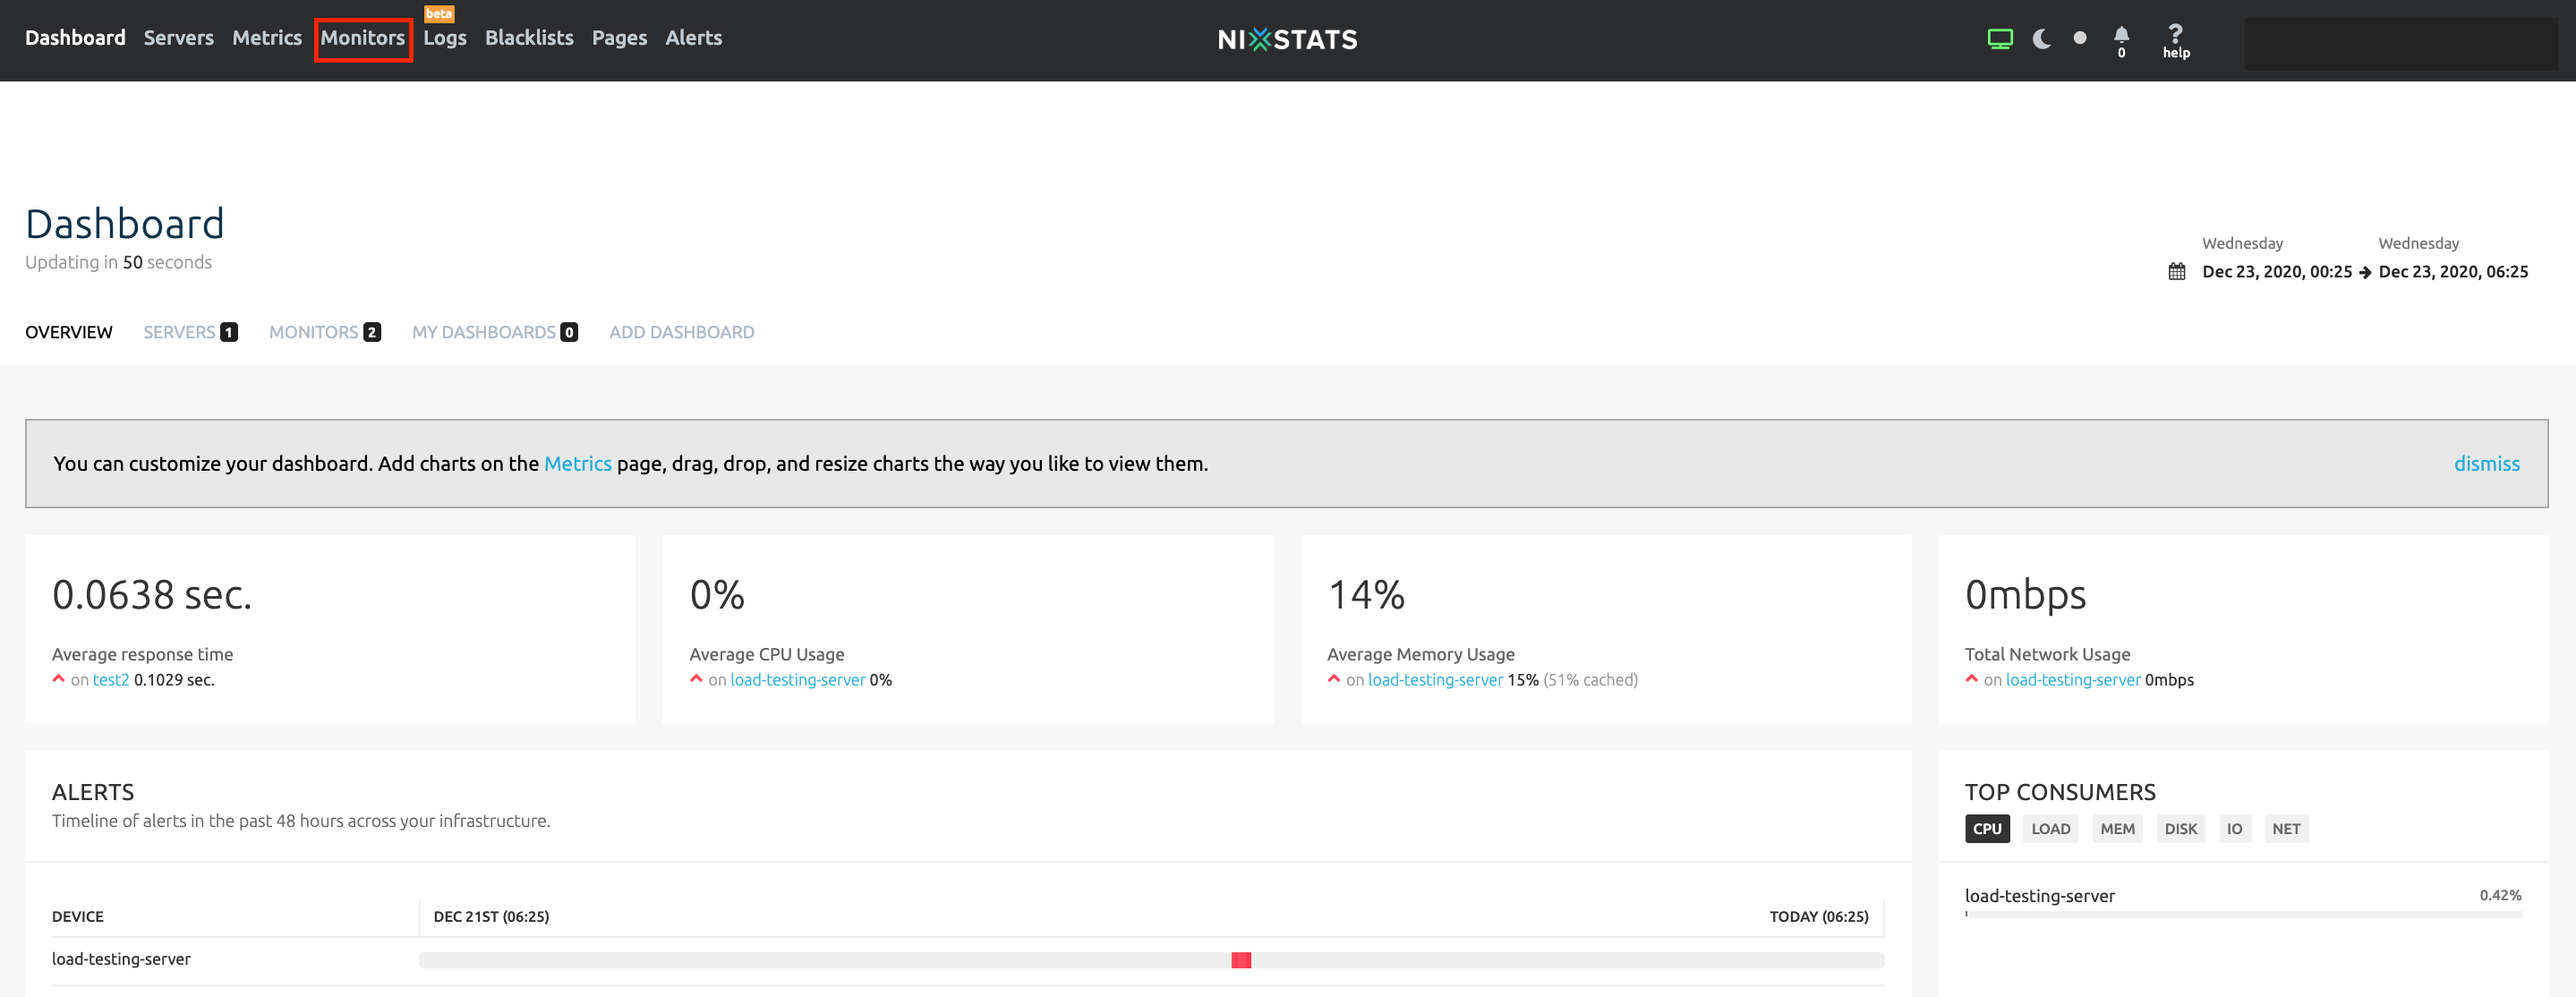 beta
Dashboard Servers Metrics Monitors Logs Blacklists Pages Alerts
NIXSTATS
0
help
Dashboard
Updating in 50 seconds
Wednesday Wednesday
Dec 23, 2020, 00:25 → Dec 23, 2020, 06:25
OVERVIEW SERVERS 1 MONITORS 2 MY DASHBOARDS 0 ADD DASHBOARD
You can customize your dashboard. Add charts on the Metrics page, drag, drop, and resize charts the way you like to view them. dismiss
0.0638 sec.
Average response time
on test2 0.1029 sec.
0%
Average CPU Usage
on load-testing-server 0%
14%
Average Memory Usage
on load-testing-server 15% (51% cached)
0mbps
Total Network Usage
on load-testing-server 0mbps
ALERTS
Timeline of alerts in the past 48 hours across your infrastructure.
DEVICE DEC 21ST (06:25) TODAY (06:25)
load-testing-server
TOP CONSUMERS
CPU LOAD MEM DISK IO NET
load-testing-server 0.42%